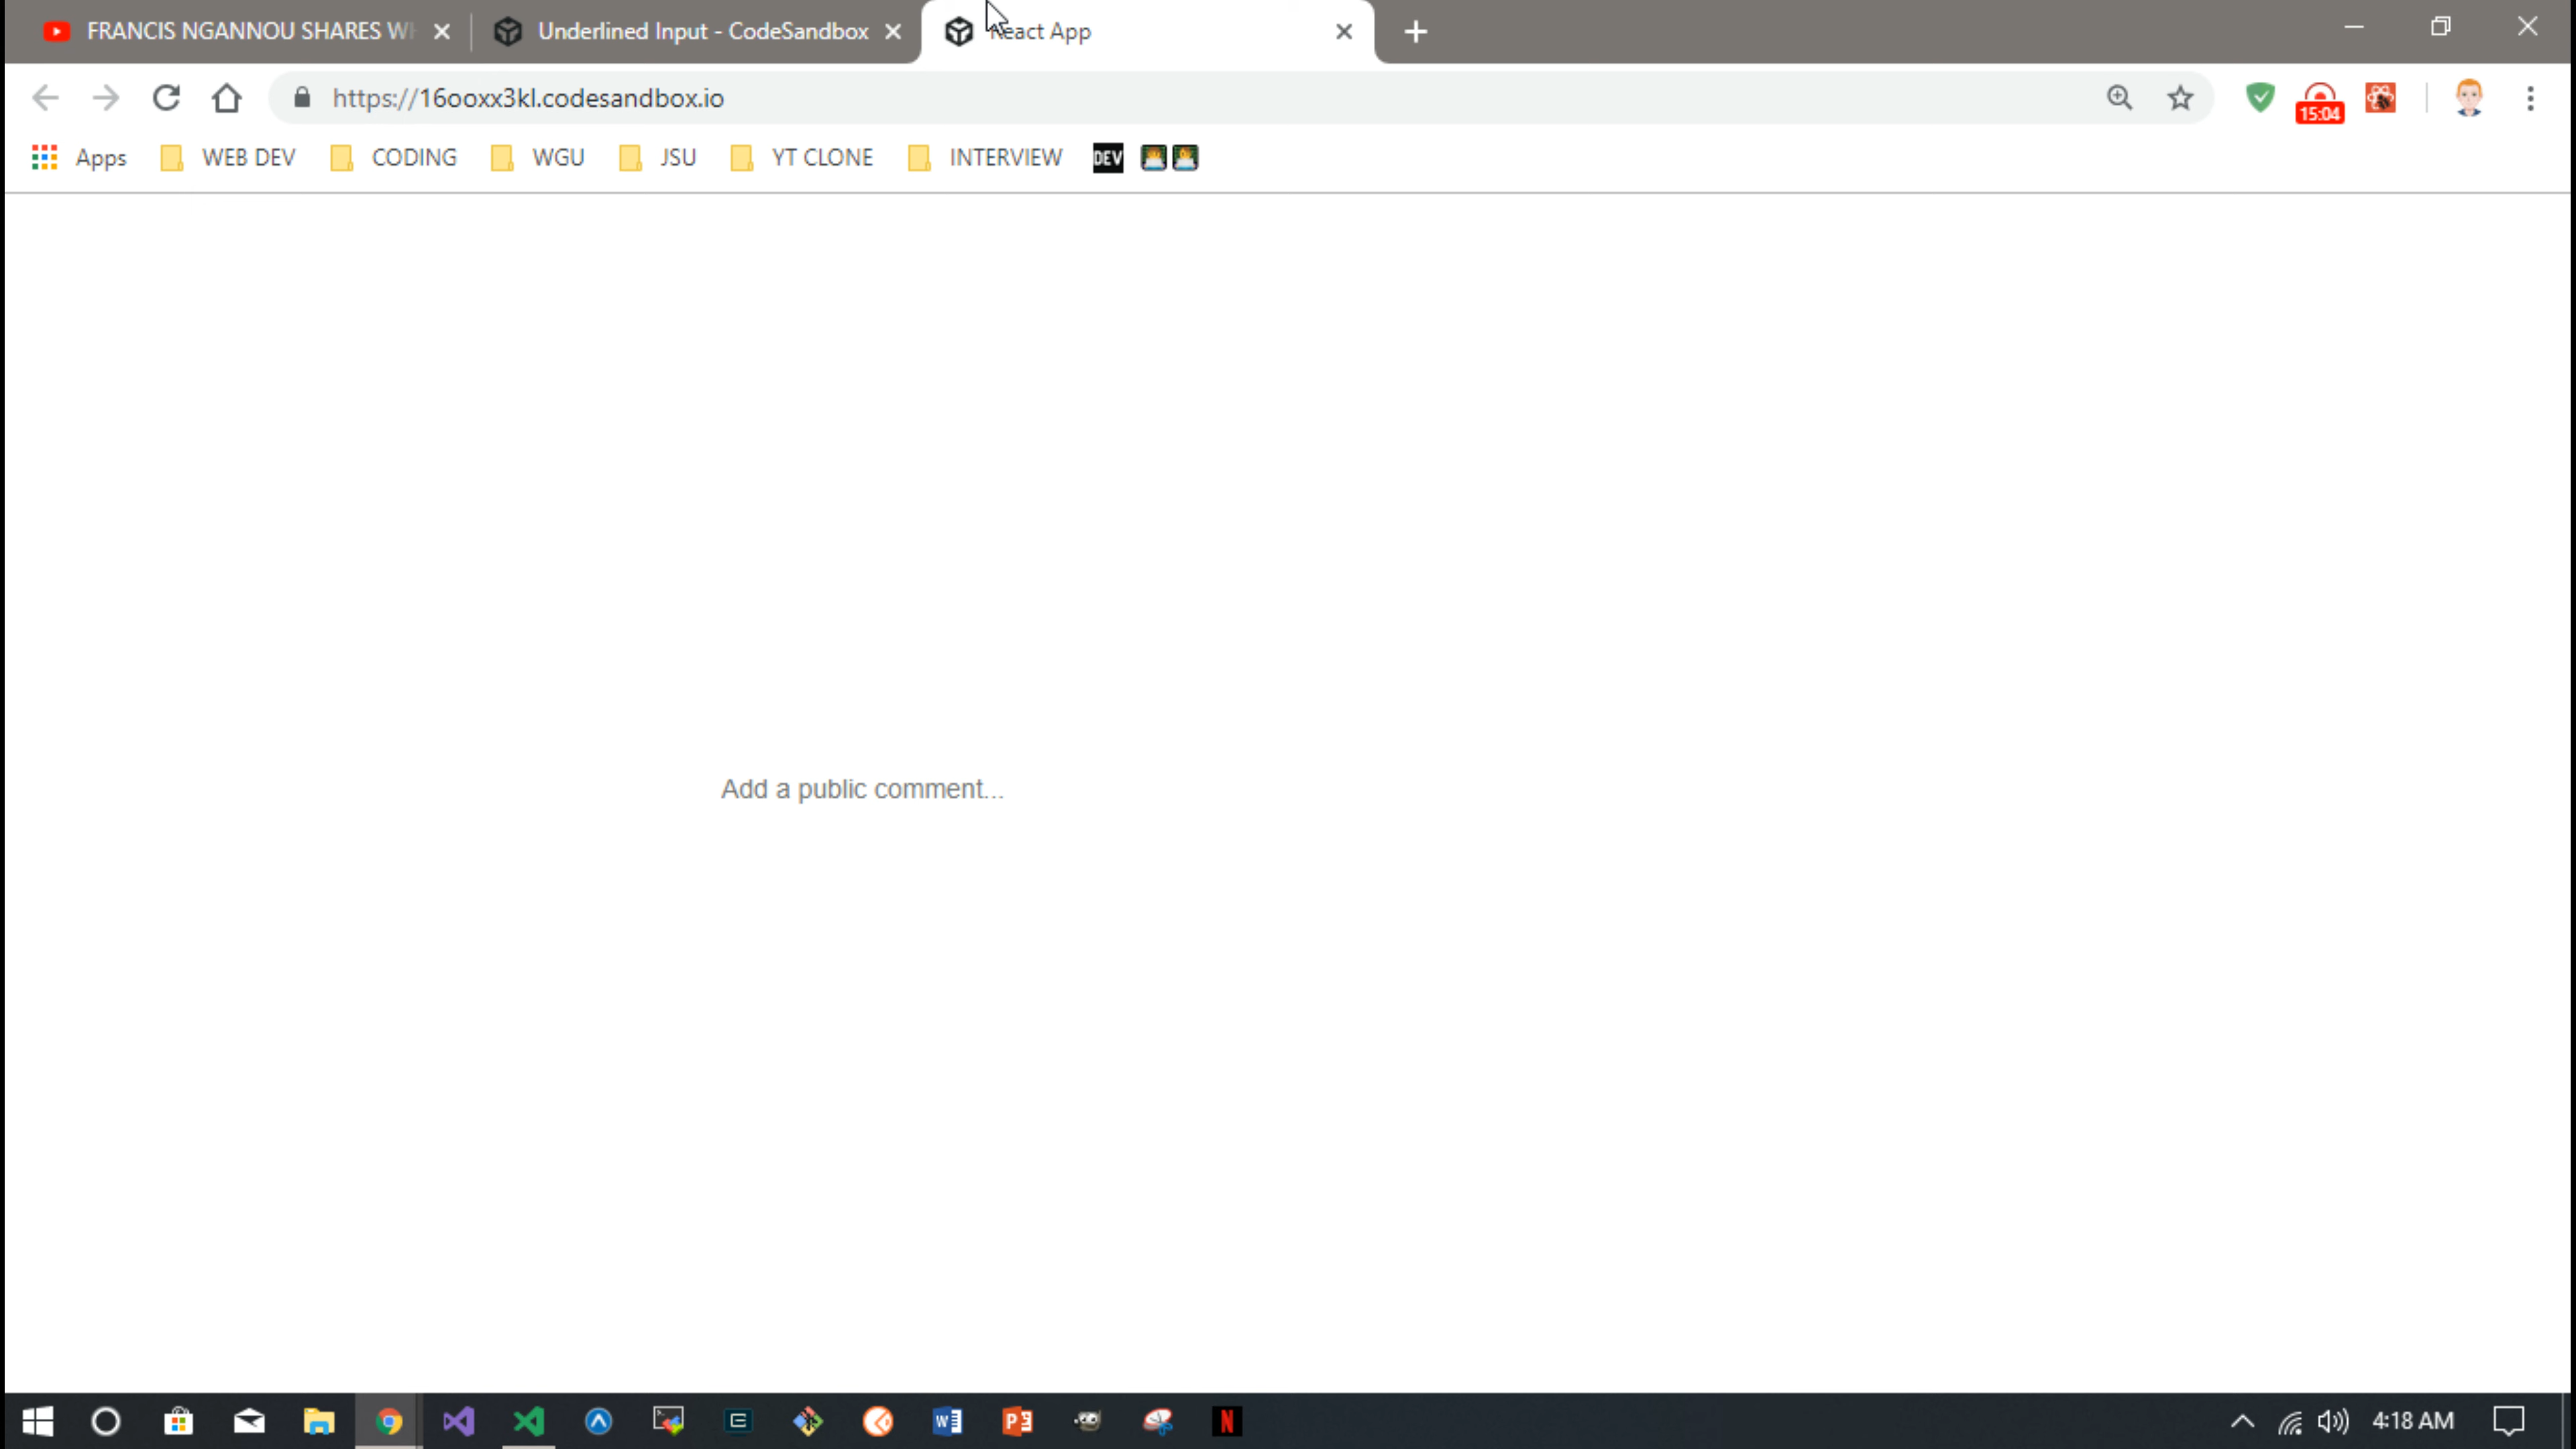 FRANCIS NGANNOU SHARES WH
Underlined Input - CodeSandbox
React App
https://16ooxx3kl.codesandbox.io
15:04
Apps
WEB DEV
CODING
WGU
JSU
YT CLONE
INTERVIEW
DEV
Add a public comment...
4:18 AM